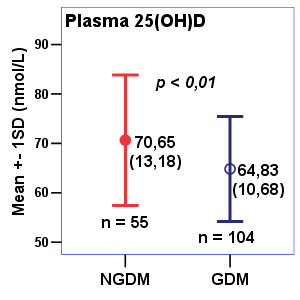 Plasma 25(OH)D
Mean +- 1SD (nmol/L)
90
80
70
60
50
p < 0,01
70,65
(13,18)
64,83
(10,68)
n = 55
n = 104
NGDM
GDM